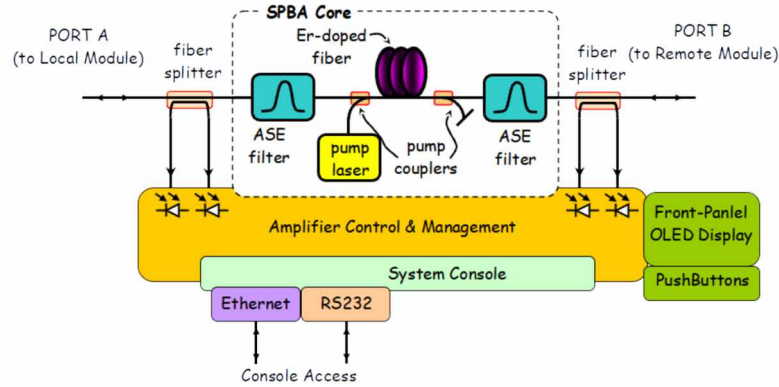 SPBA Core
PORT A
(to Local Module)
fiber
splitter
Er-doped
fiber
PORT B
(to Remote Module)
fiber
splitter
ASE
filter
pump
laser
pump
couplers
ASE
filter
Amplifier Control & Management
Front-Panlel
OLED Display
System Console
PushButtons
Ethernet
RS232
Console Access